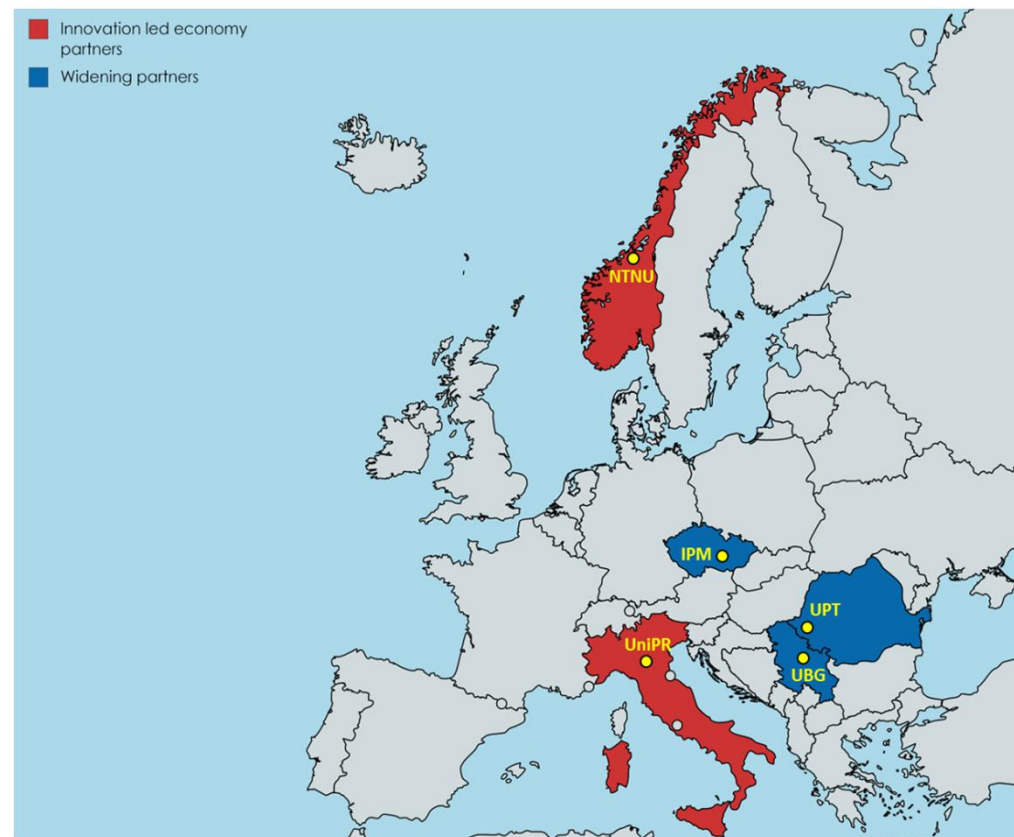 Innovation led economy
partners
Widening partners
NTNU
IPM
UPT
UniPR
UBG